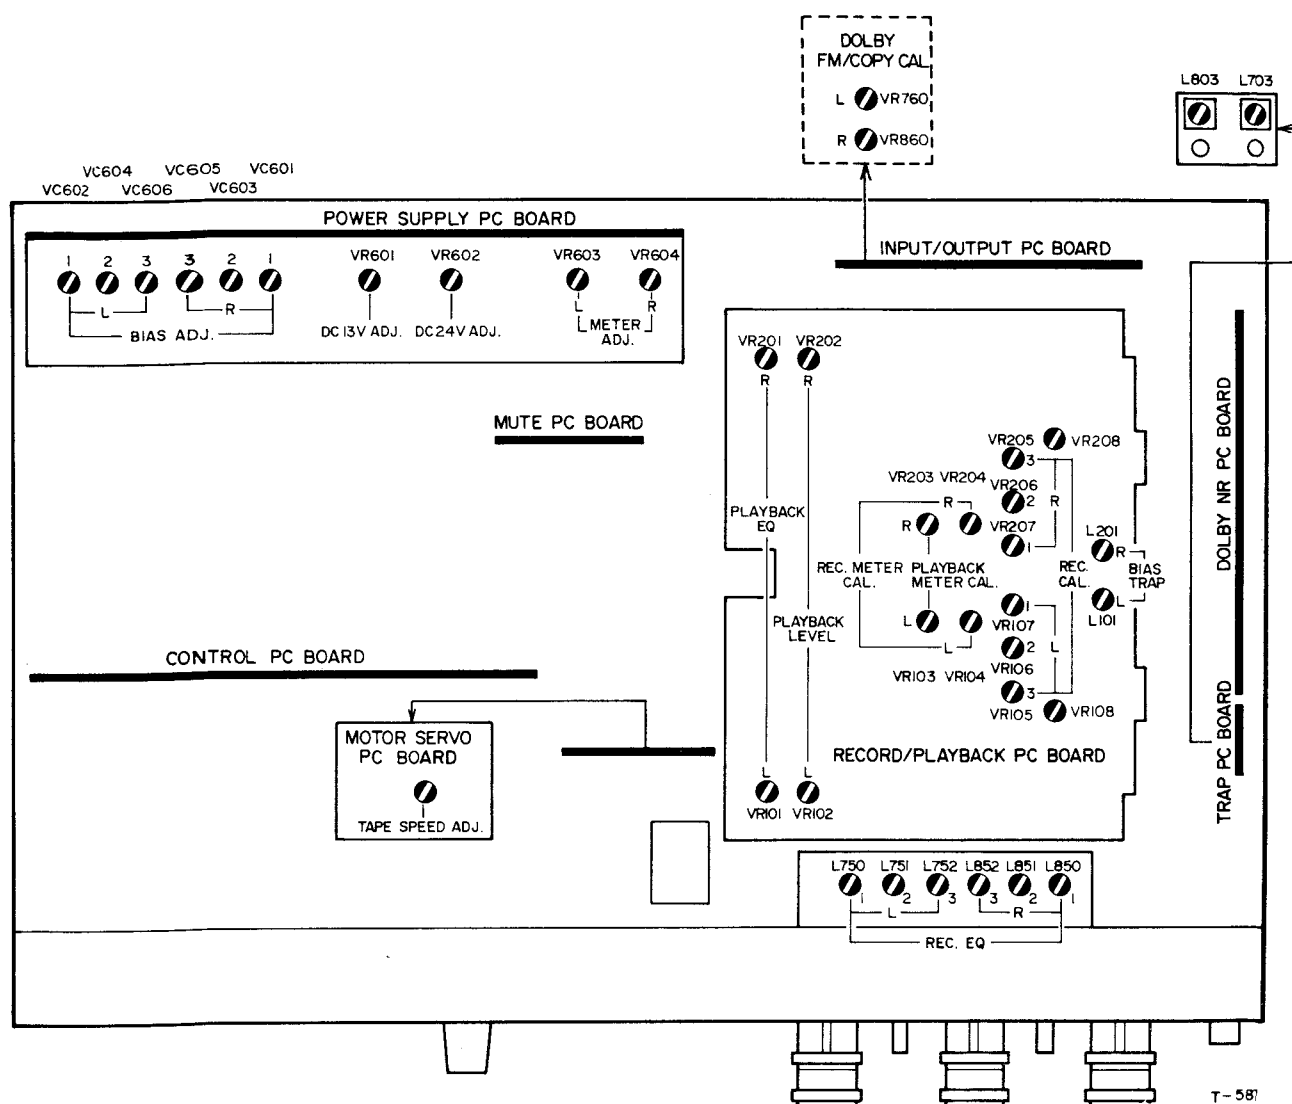 DOLBY
FM/COPY CAL
L VR760
R VR860
L803 L703
VC604 VC605 VC601
VC602 VC606 VC603
POWER SUPPLY PC BOARD
INPUT/OUTPUT PC BOARD
1 2 3 3 2 1
VR601 VR602 VR603 VR604
L R
BIAS ADJ.
DC13V ADJ. DC24V ADJ.
L R
METER
ADJ.
VR201 VR202
R R
MUTE PC BOARD
VR205 VR208
3
VR203 VR204
VR206
2
R
R
R
VR207
1
PLAYBACK
EQ
L201
R
REC. METER
CAL.
PLAYBACK
METER CAL.
REC.
CAL.
BIAS
TRAP
L
L101
1
VR107
L
PLAYBACK
LEVEL
2
L
L
VR106
VR103 VR104
3
VR105 VR108
DOLBY NR PC BOARD
TRAP PC BOARD
CONTROL PC BOARD
MOTOR SERVO
PC BOARD
TAPE SPEED ADJ.
RECORD/PLAYBACK PC BOARD
L L
VR101 VR102
L750 L751 L752 L852 L851 L850
1 2 3 3 2 1
L R
REC. EQ
T-587